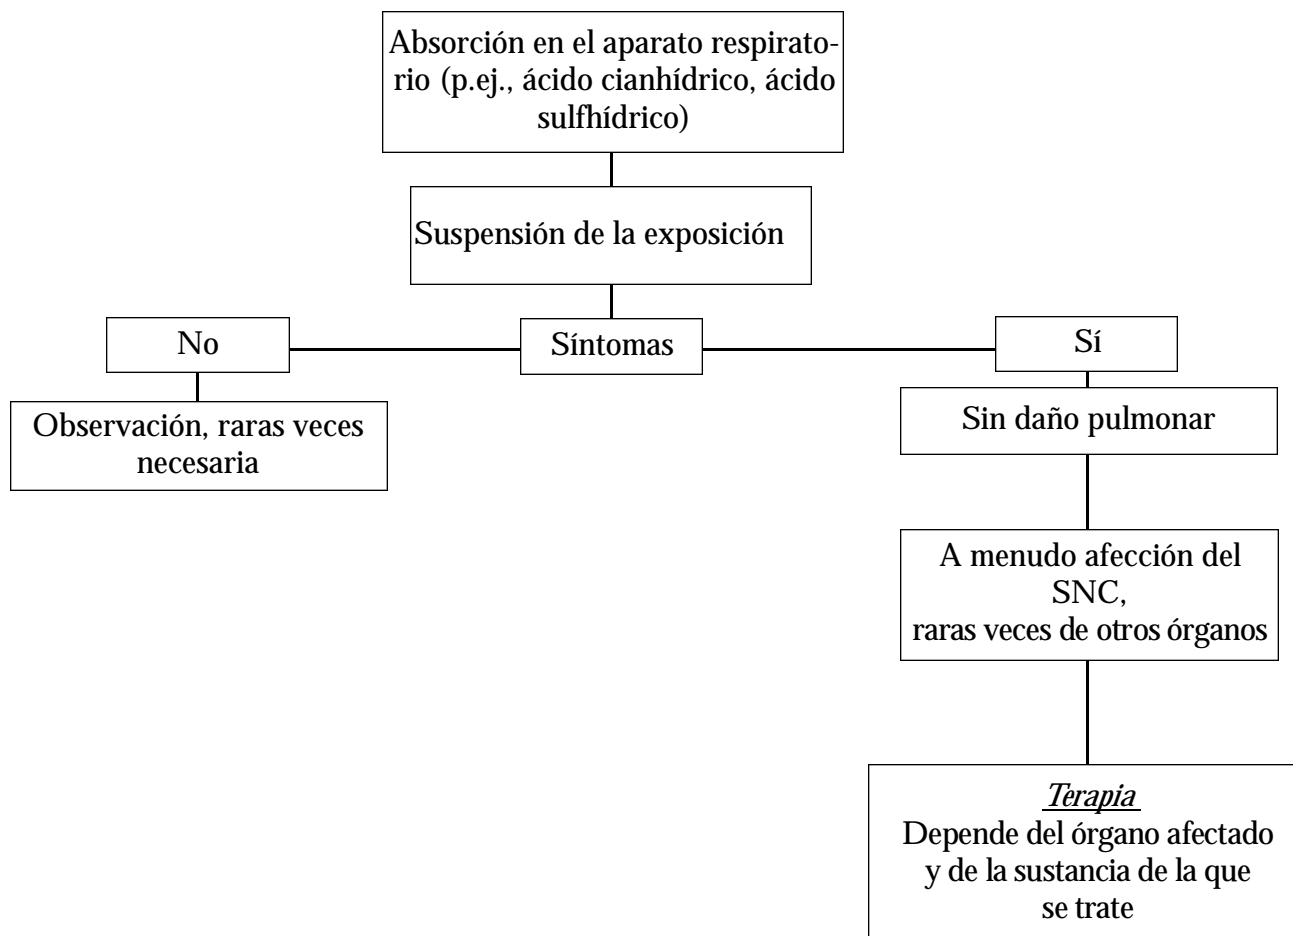 Absorción en el aparato respirato-
rio (p.ej., ácido cianhídrico, ácido
sulfhídrico)
Suspensión de la exposición
No
Síntomas
Sí
Observación, raras veces
necesaria
Sin daño pulmonar
A menudo afección del
SNC,
raras veces de otros órganos
Terapia
Depende del órgano afectado
y de la sustancia de la que
se trate